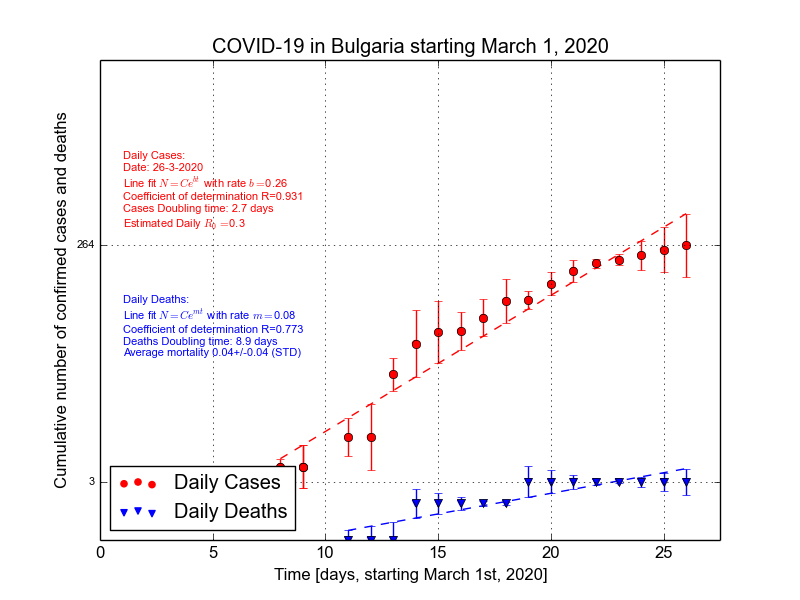 COVID-19 in Bulgaria starting March 1, 2020
Cumulative number of confirmed cases and deaths
264
3
Daily Cases:
Date: 26-3-2020
Line fit N = Ce^{bt} with rate b =0.26
Coefficient of determination R=0.931
Cases Doubling time: 2.7 days
Estimated Daily R_0 =0.3
Daily Deaths:
Line fit N = Ce^{mt} with rate m =0.08
Coefficient of determination R=0.773
Deaths Doubling time: 8.9 days
Average mortality 0.04+/-0.04 (STD)
Daily Cases
Daily Deaths
0 5 10 15 20 25
Time [days, starting March 1st, 2020]